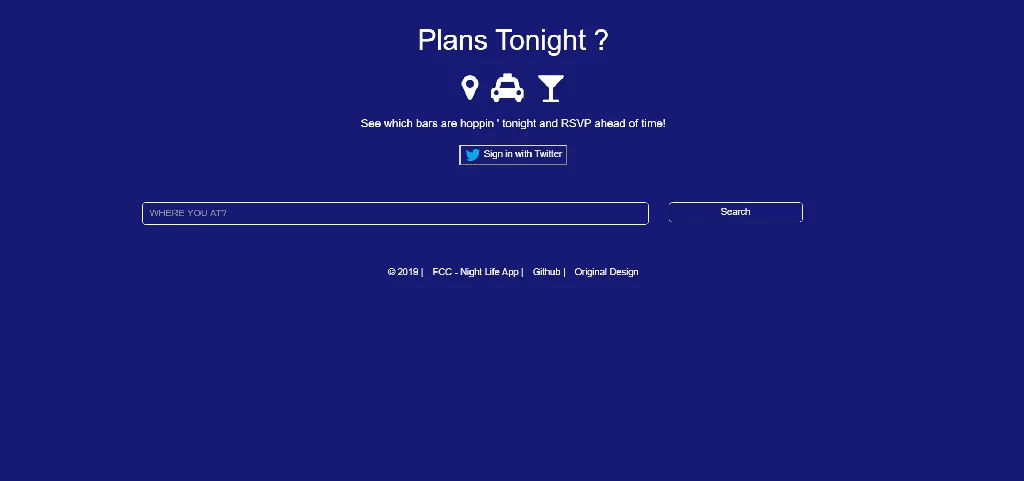 Plans Tonight ?
See which bars are hoppin ' tonight and RSVP ahead of time!
Sign in with Twitter
WHERE YOU AT? Search
© 2019 | FCC - Night Life App | Github | Original Design